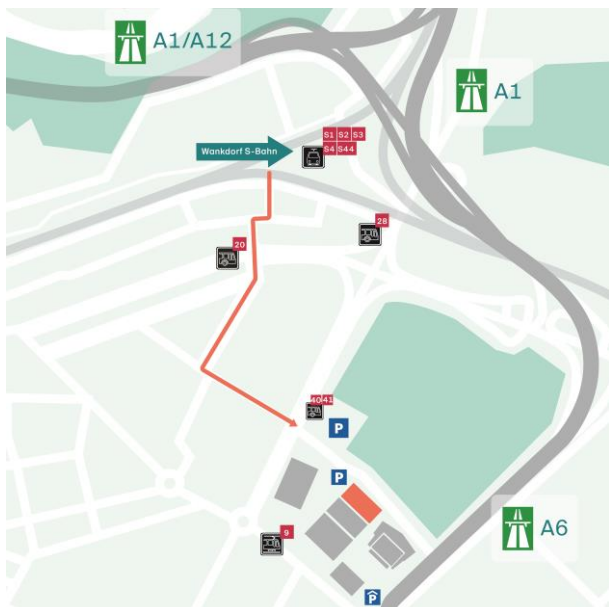 A1/A12
A1
S1 S2 S3
Wankdorf S-Bahn
S4 S44
28
20
40 41
P
P
9
A6
P